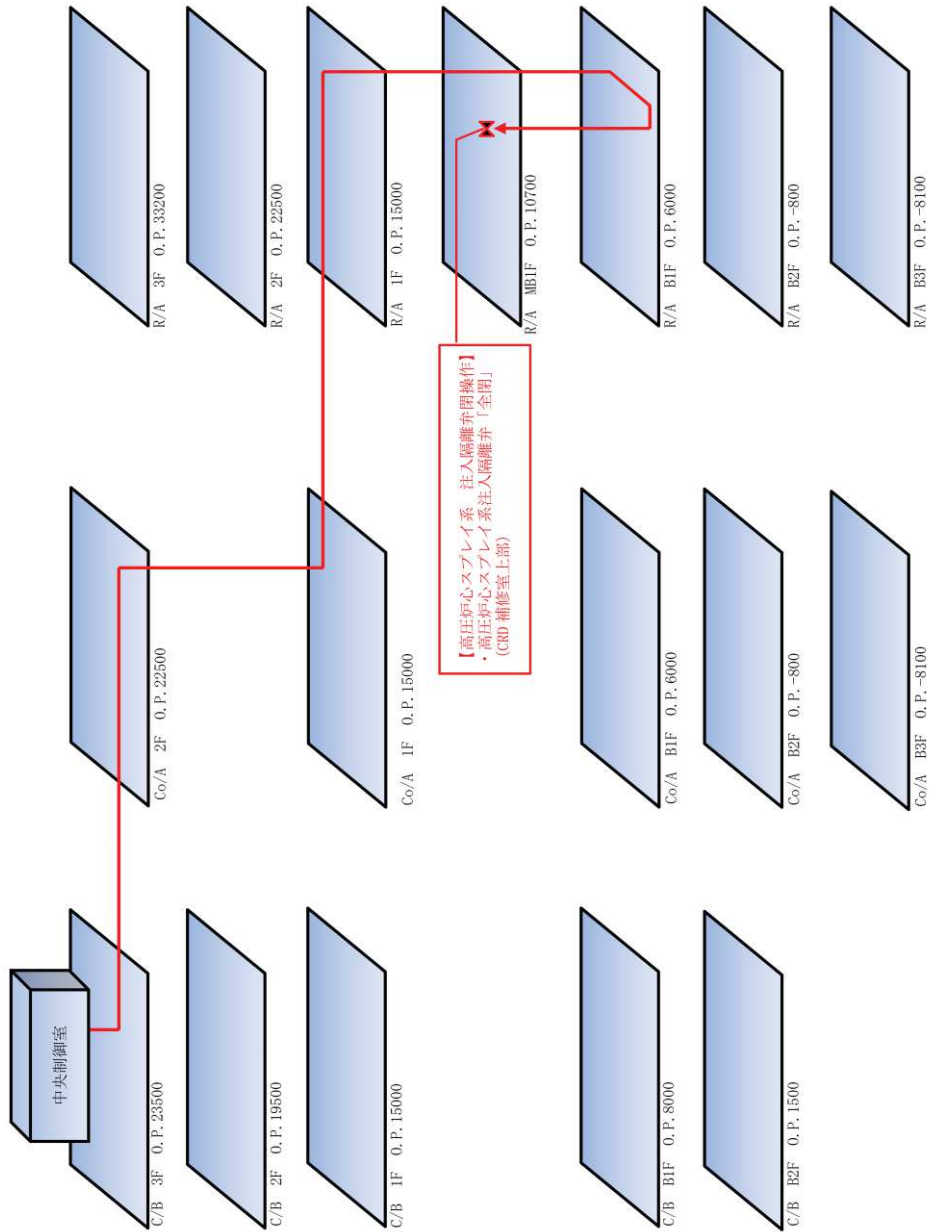 中央制御室
C/B 3F O.P.23500
C/B 2F O.P.19500
C/B 1F O.P.15000
C/B B1F O.P.8000
C/B B2F O.P.1500
Co/A 2F O.P.22500
Co/A 1F O.P.15000
Co/A B1F O.P.6000
Co/A B2F O.P.-800
Co/A B3F O.P.-8100
【高圧炉心スプレイ系 注入隔離弁閉操作】
・高圧炉心スプレイ系注入隔離弁「全閉」
(CRD 補修室上部)
R/A 3F O.P.33200
R/A 2F O.P.22500
R/A 1F O.P.15000
R/A MB1F O.P.10700
R/A B1F O.P.6000
R/A B2F O.P.-800
R/A B3F O.P.-8100